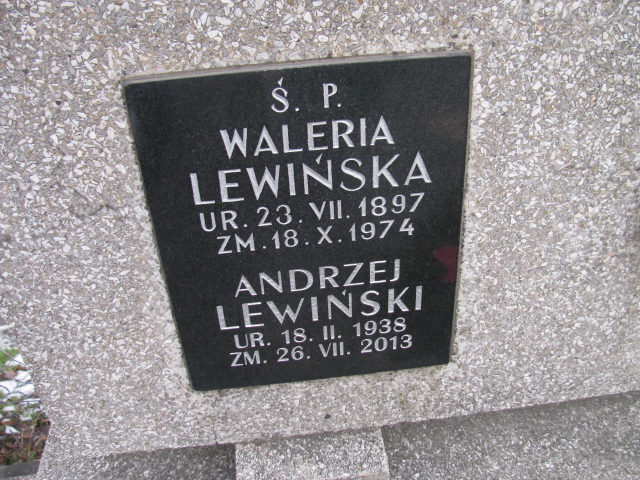 Ś. P.
WALERIA
LEWIŃSKA
UR. 23. VII. 1897
ZM. 18. X. 1974
ANDRZEJ
LEWIŃSKI
UR. 18. II. 1938
ZM. 26. VII. 2013